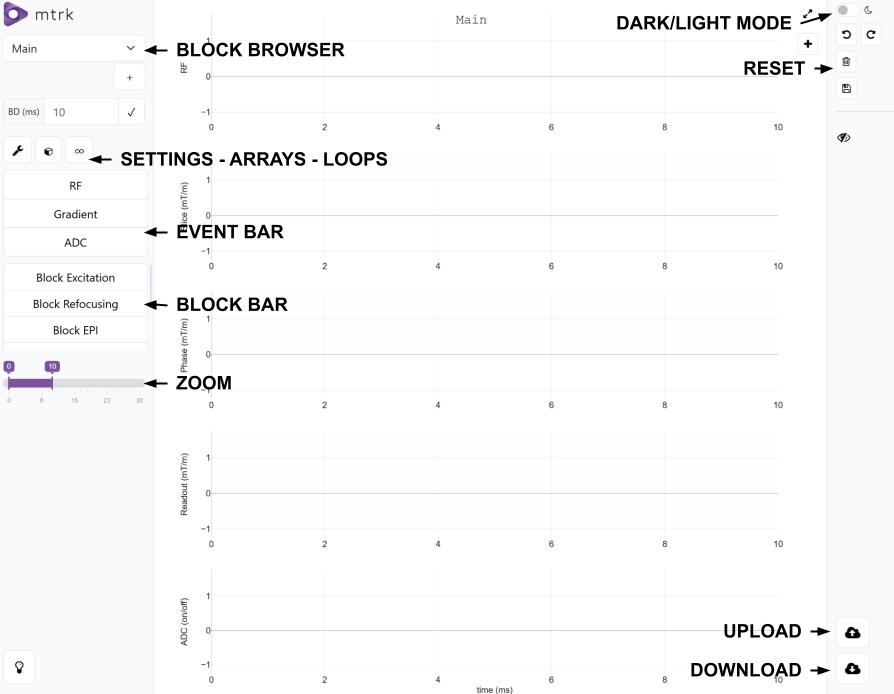 mtrk
Main
+
BD (ms) 10 ✓
∞
RF
Gradient
ADC
Block Excitation
Block Refocusing
Block EPI
0 10
0 8 15 23 30
BLOCK BROWSER
SETTINGS - ARRAYS - LOOPS
EVENT BAR
BLOCK BAR
ZOOM
Main
RF
1
0
−1
0 2 4 6 8 10
Slice (mT/m)
1
0
−1
0 2 4 6 8 10
Phase (mT/m)
1
0
−1
0 2 4 6 8 10
Readout (mT/m)
1
0
−1
0 2 4 6 8 10
ADC (on/off)
1
0
−1
0 2 4 6 8 10
time (ms)
DARK/LIGHT MODE
+
RESET
UPLOAD
DOWNLOAD